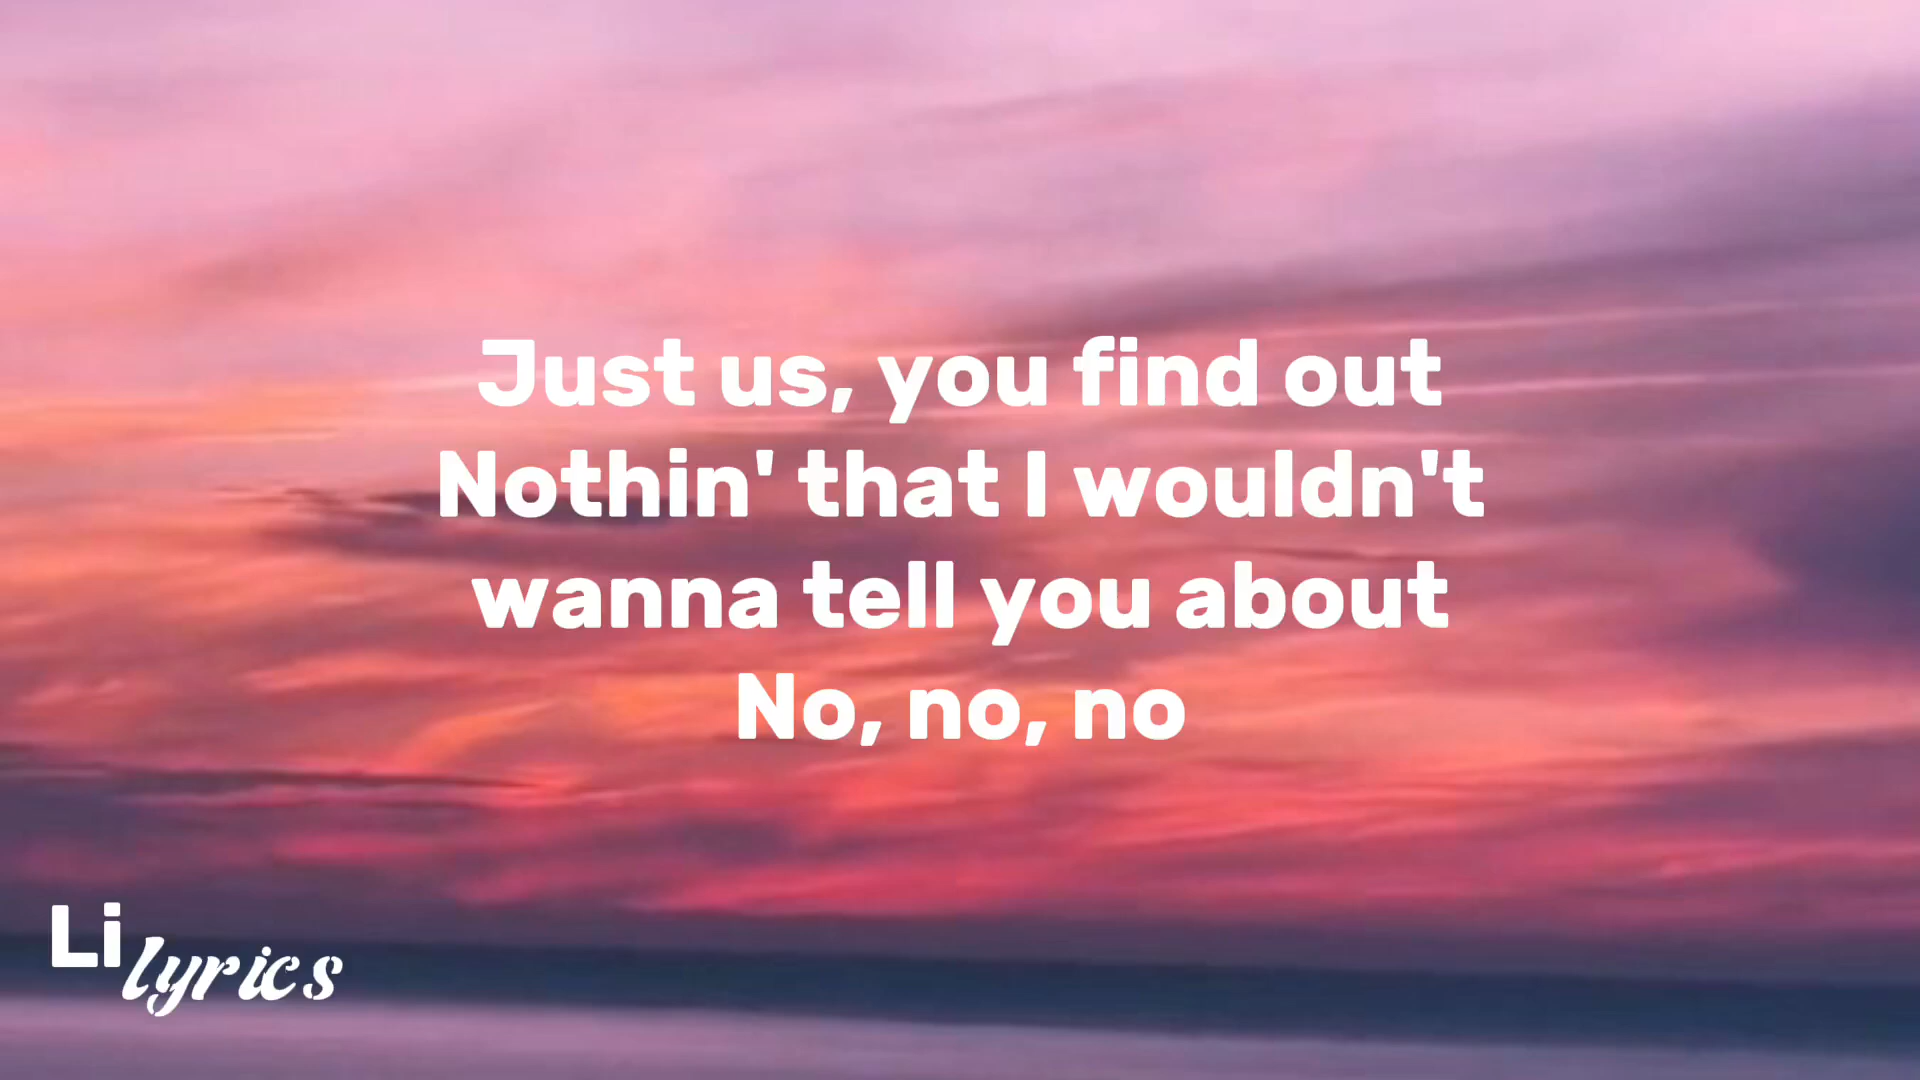 Just us, you find out
Nothin' that I wouldn't
wanna tell you about
No, no, no
Li lyrics